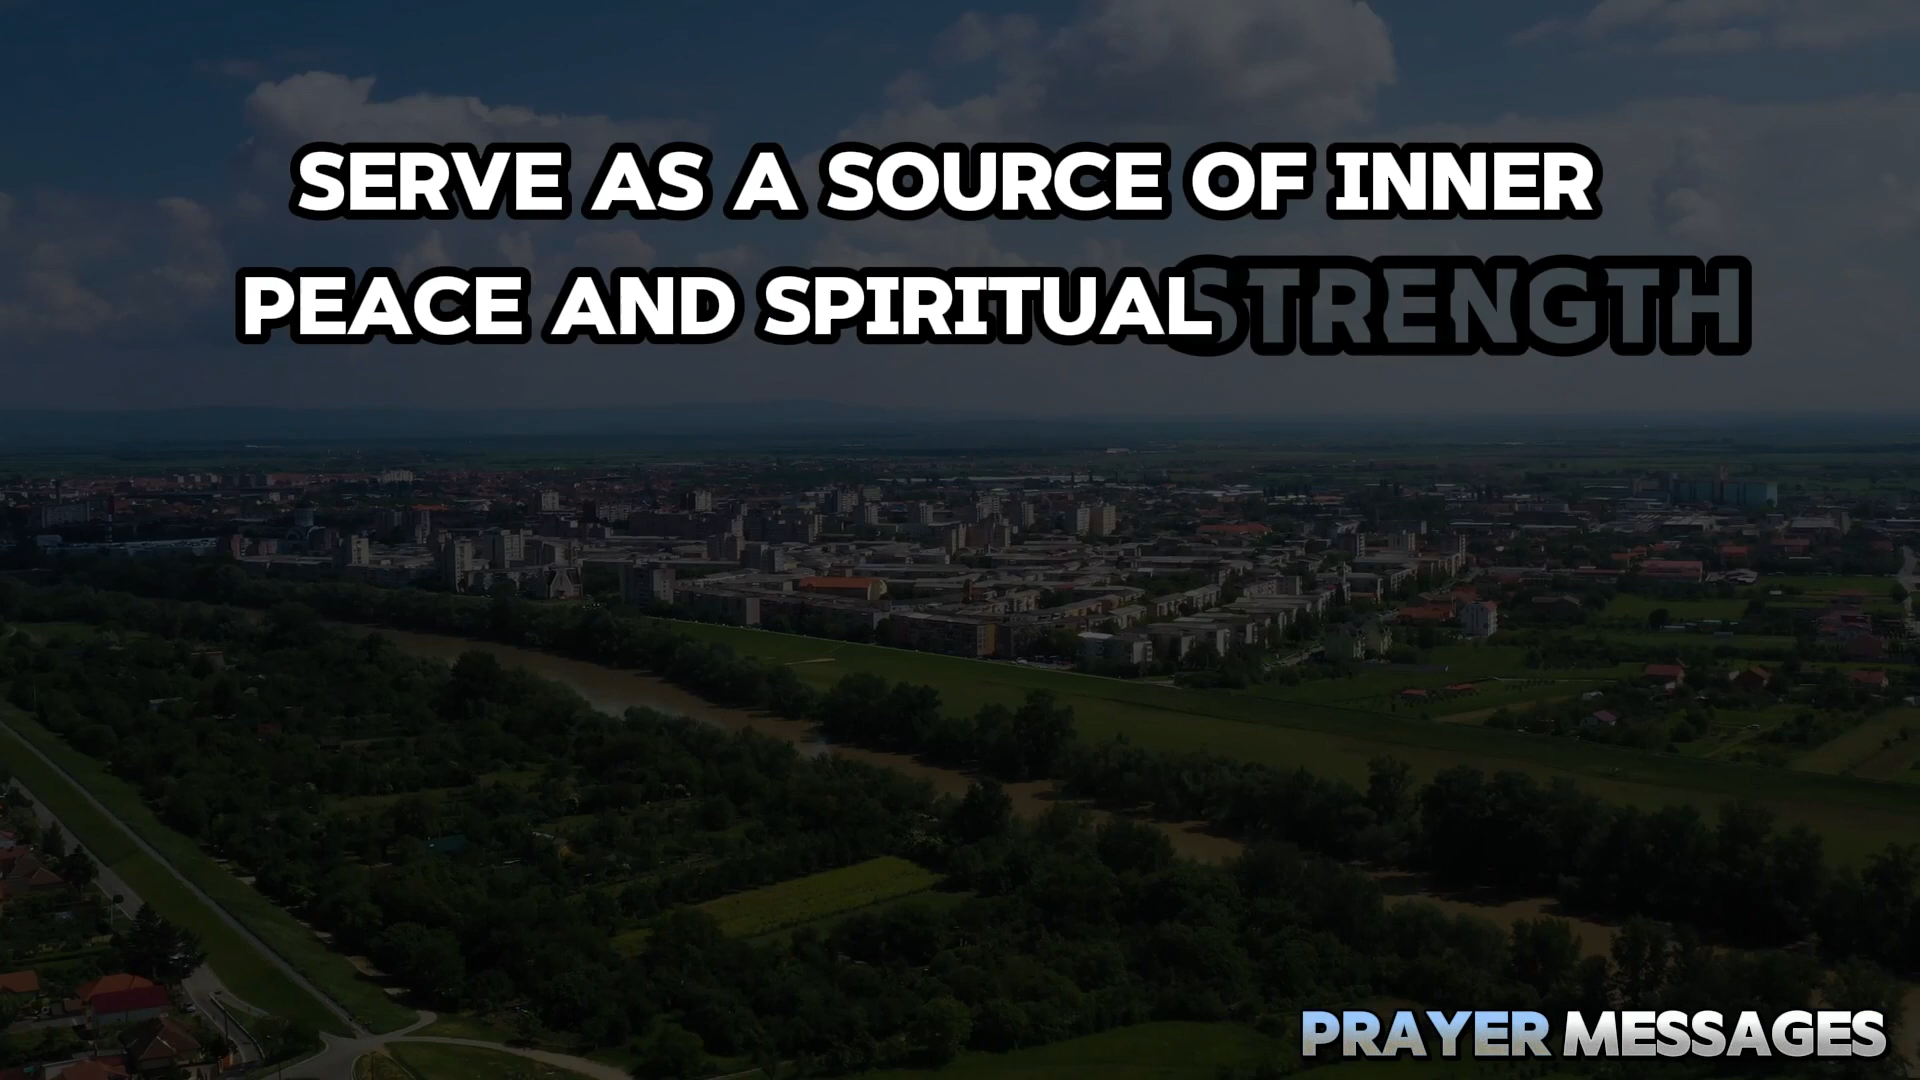 SERVE AS A SOURCE OF INNER
PEACE AND SPIRITUAL STRENGTH
PRAYER MESSAGES